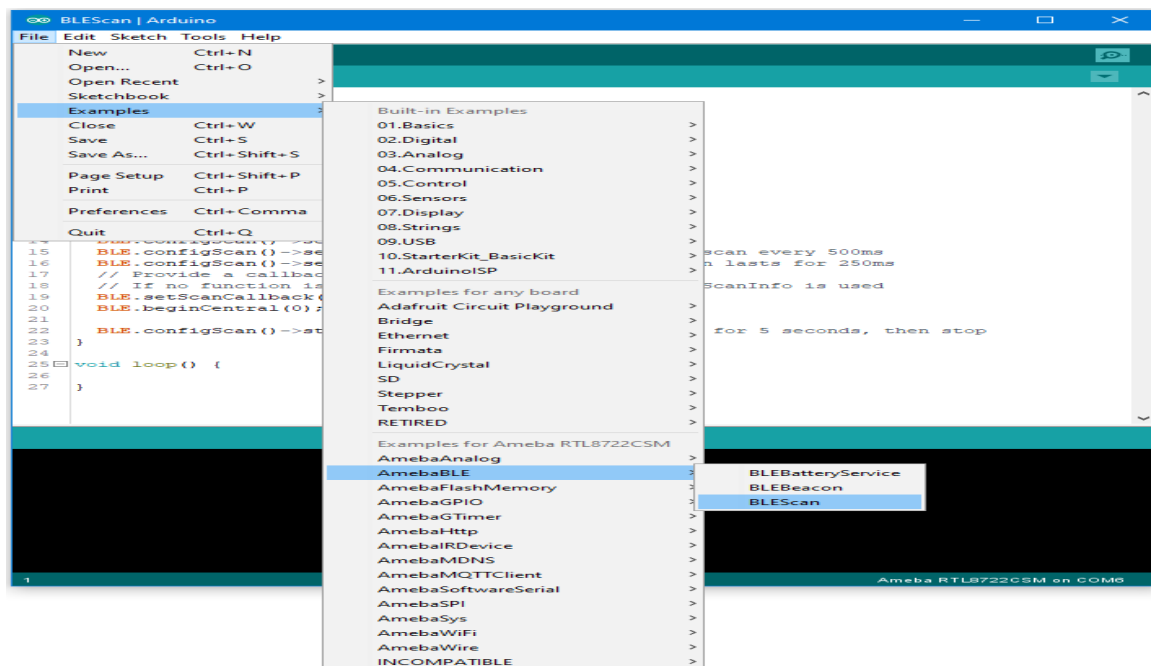 BLEScan | Arduino
File Edit Sketch Tools Help
New Ctrl+N
Open... Ctrl+O
Open Recent >
Sketchbook >
Examples >
Close Ctrl+W
Save Ctrl+S
Save As... Ctrl+Shift+S
Page Setup Ctrl+Shift+P
Print Ctrl+P
Preferences Ctrl+Comma
Quit Ctrl+Q
Built-in Examples
01.Basics >
02.Digital >
03.Analog >
04.Communication >
05.Control >
06.Sensors >
07.Display >
08.Strings >
09.USB >
10.StarterKit_BasicKit >
11.ArduinoISP >
Examples for any board
Adafruit Circuit Playground >
Bridge >
Ethernet >
Firmata >
LiquidCrystal >
SD >
Stepper >
Temboo >
RETIRED >
Examples for Ameba RTL8722CSM
AmebaAnalog >
AmebaBLE >
AmebaFlashMemory >
AmebaGPIO >
AmebaGTimer >
AmebaHttp >
AmebaIRDevice >
AmebaMDNS >
AmebaMQTTClient >
AmebaSoftwareSerial >
AmebaSPI >
AmebaSys >
AmebaWiFi >
AmebaWire >
INCOMPATIBLE >
BLEBatteryService
BLEBeacon
BLEScan
15 BLE.configScan()->se scan every 500ms
16 BLE.configScan()->se n lasts for 250ms
17 // Provide a callbac
18 // If no function is ScanInfo is used
19 BLE.setScanCallback(
20 BLE.beginCentral(0);
21
22 BLE.configScan()->st for 5 seconds, then stop
23 }
24
25 void loop() {
26
27 }
1 Ameba RTL8722CSM on COM6